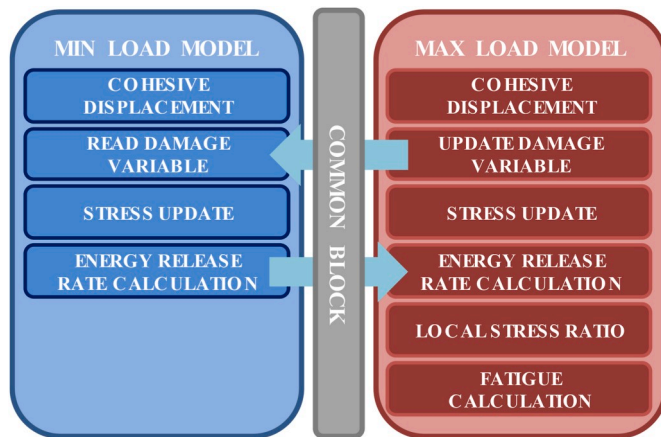 MIN LOAD MODEL
COHESIVE
DISPLACEMENT
READ DAMAGE
VARIABLE
STRESS UPDATE
ENERGY RELEASE
RATE CALCULATION
COMMON BLOCK
MAX LOAD MODEL
COHESIVE
DISPLACEMENT
UPDATE DAMAGE
VARIABLE
STRESS UPDATE
ENERGY RELEASE
RATE CALCULATION
LOCAL STRESS RATIO
FATIGUE
CALCULATION